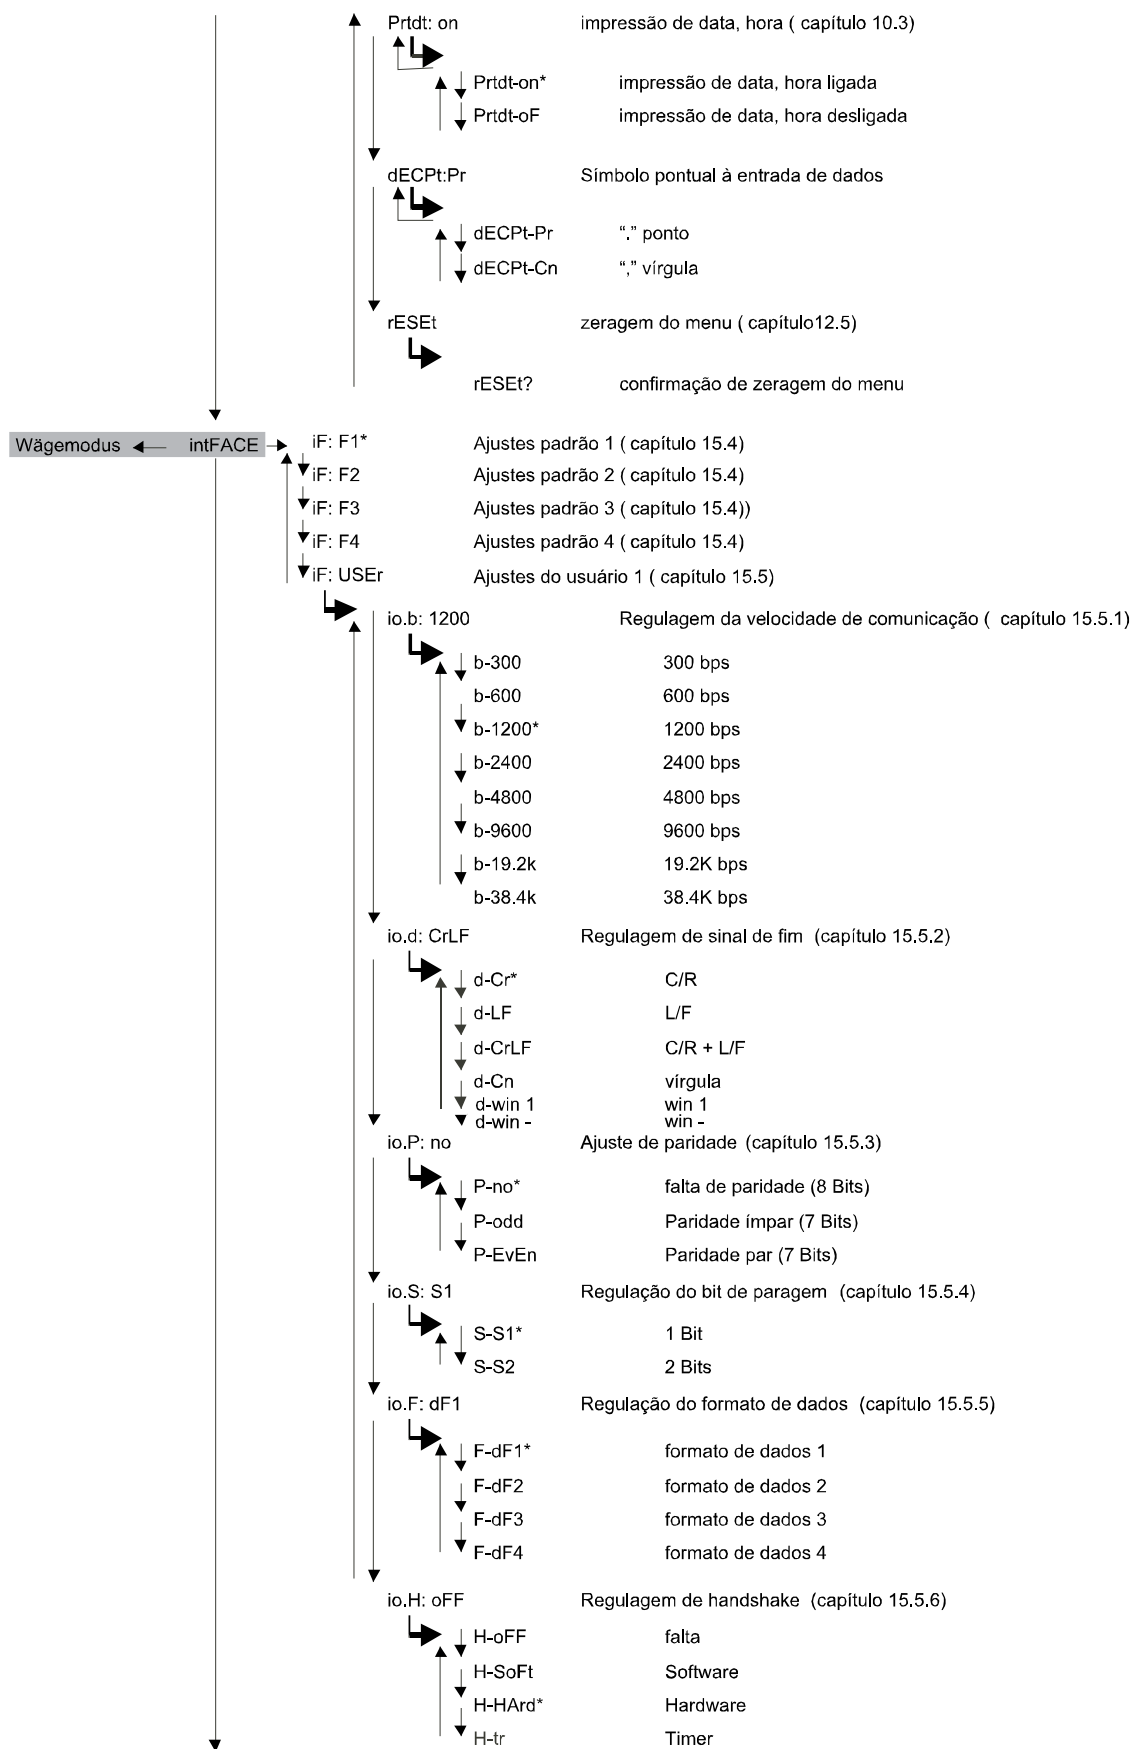 Prtdt: on impressão de data, hora ( capítulo 10.3)
Prtdt-on* impressão de data, hora ligada
Prtdt-oF impressão de data, hora desligada
dECPt:Pr Símbolo pontual à entrada de dados
dECPt-Pr “.” ponto
dECPt-Cn “,” vírgula
rESEt zeragem do menu ( capítulo12.5)
rESEt? confirmação de zeragem do menu
Wägemodus intFACE iF: F1* Ajustes padrão 1 ( capítulo 15.4)
iF: F2 Ajustes padrão 2 ( capítulo 15.4)
iF: F3 Ajustes padrão 3 ( capítulo 15.4))
iF: F4 Ajustes padrão 4 ( capítulo 15.4)
iF: USEr Ajustes do usuário 1 ( capítulo 15.5)
io.b: 1200 Regulagem da velocidade de comunicação ( capítulo 15.5.1)
b-300 300 bps
b-600 600 bps
b-1200* 1200 bps
b-2400 2400 bps
b-4800 4800 bps
b-9600 9600 bps
b-19.2k 19.2K bps
b-38.4k 38.4K bps
io.d: CrLF Regulagem de sinal de fim (capítulo 15.5.2)
d-Cr* C/R
d-LF L/F
d-CrLF C/R + L/F
d-Cn vírgula
d-win 1 win 1
d-win - win -
io.P: no Ajuste de paridade (capítulo 15.5.3)
P-no* falta de paridade (8 Bits)
P-odd Paridade ímpar (7 Bits)
P-EvEn Paridade par (7 Bits)
io.S: S1 Regulação do bit de paragem (capítulo 15.5.4)
S-S1* 1 Bit
S-S2 2 Bits
io.F: dF1 Regulação do formato de dados (capítulo 15.5.5)
F-dF1* formato de dados 1
F-dF2 formato de dados 2
F-dF3 formato de dados 3
F-dF4 formato de dados 4
io.H: oFF Regulagem de handshake (capítulo 15.5.6)
H-oFF falta
H-SoFt Software
H-HArd* Hardware
H-tr Timer